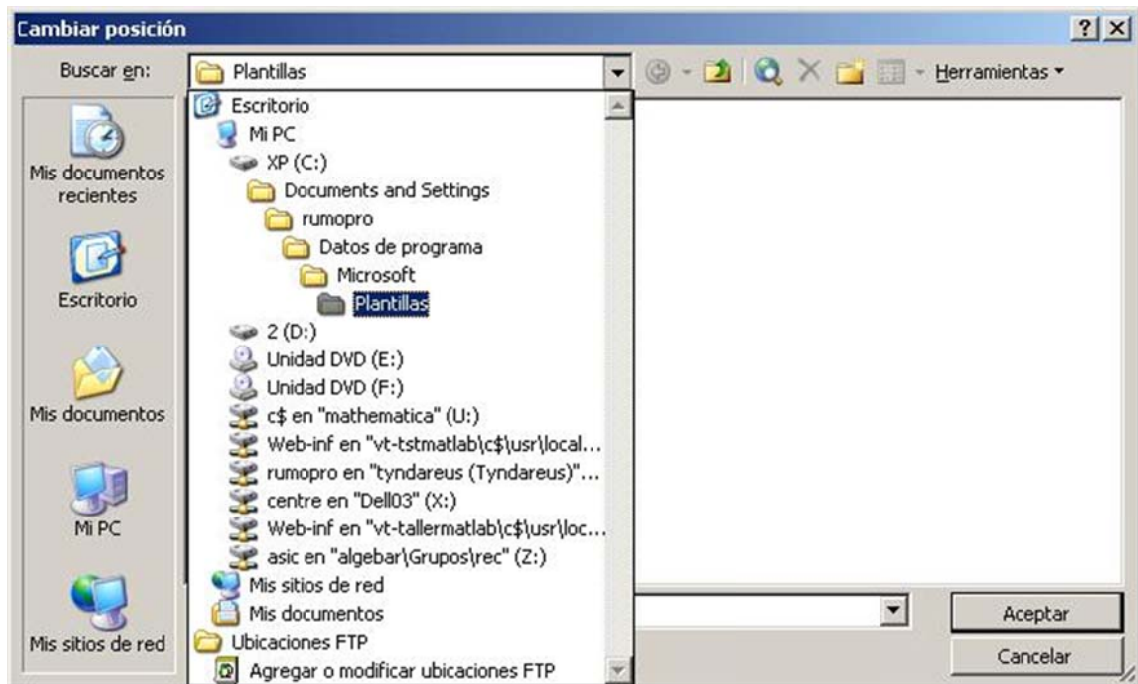 Cambiar posición
Buscar en:
Plantillas
Herramientas
Mis documentos
recientes
Escritorio
Mis documentos
Mi PC
Mis sitios de red
Escritorio
Mi PC
XP (C:)
Documents and Settings
rumopro
Datos de programa
Microsoft
Plantillas
2 (D:)
Unidad DVD (E:)
Unidad DVD (F:)
c$ en "mathematica" (U:)
Web-inf en "vt-tstmatlab\c$\usr\local...
rumopro en "tyndareus (Tyndareus)"...
centre en "Dell03" (X:)
Web-inf en "vt-tallermatlab\c$\usr\loc...
asic en "algebar\Grupos\rec" (Z:)
Mis sitios de red
Mis documentos
Ubicaciones FTP
Agregar o modificar ubicaciones FTP
Aceptar
Cancelar